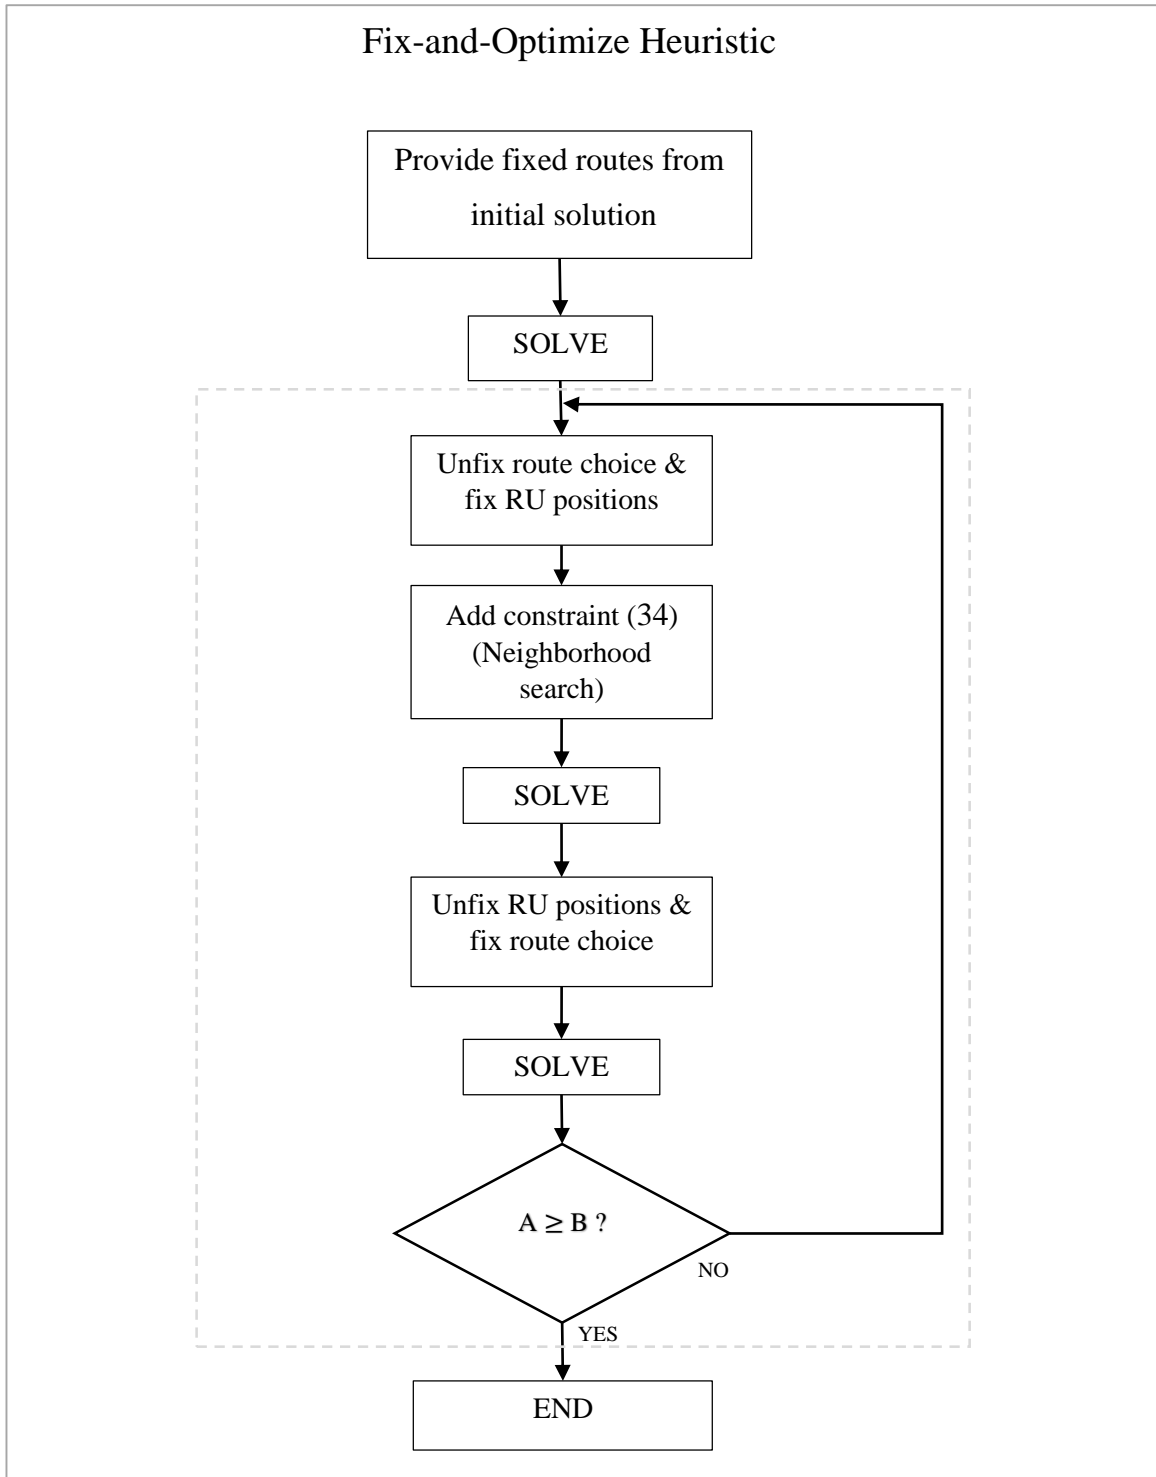 Fix-and-Optimize Heuristic
Provide fixed routes from
initial solution
SOLVE
Unfix route choice &
fix RU positions
Add constraint (34)
(Neighborhood
search)
SOLVE
Unfix RU positions &
fix route choice
SOLVE
A ≥ B ?
NO
YES
END